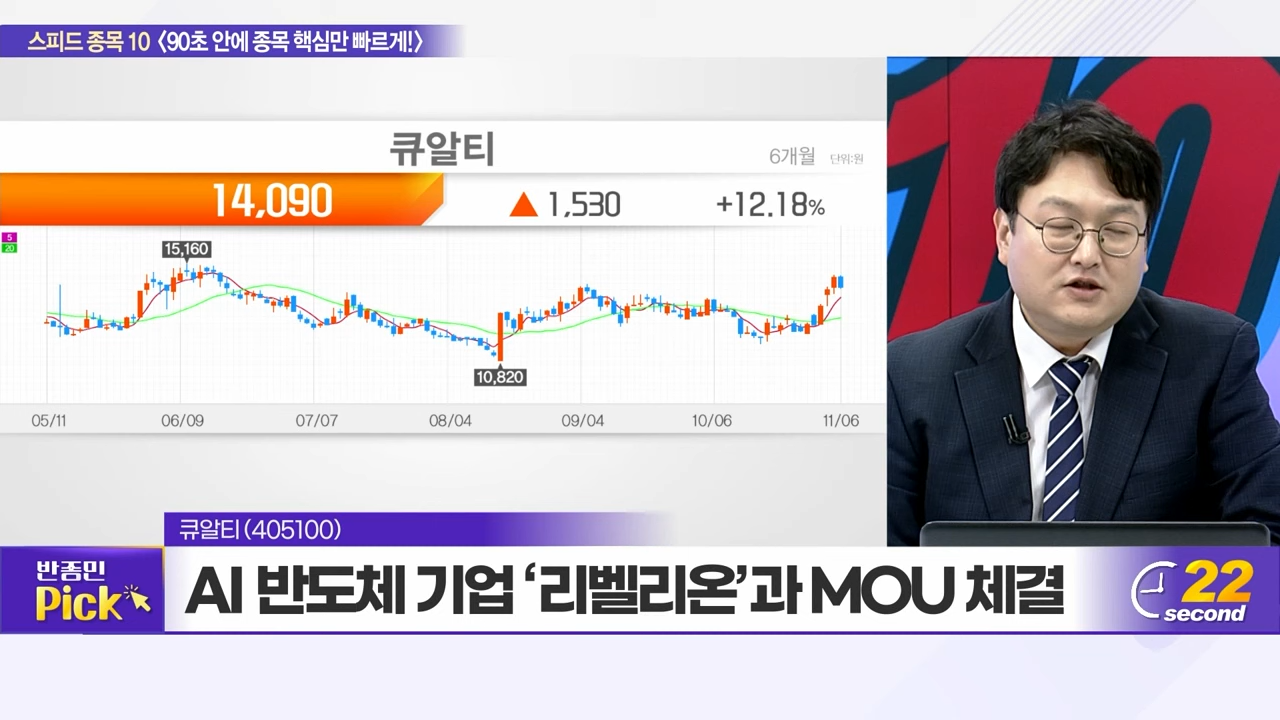 스피드 종목 10 <90초 안에 종목 핵심만 빠르게!>
큐알티
6개월 단위:원
14,090 ▲ 1,530 +12.18%
5
20
15,160
10,820
05/11 06/09 07/07 08/04 09/04 10/06 11/06
큐알티(405100)
반종민
Pick
AI 반도체 기업 ‘리벨리온’과 MOU 체결
22
second